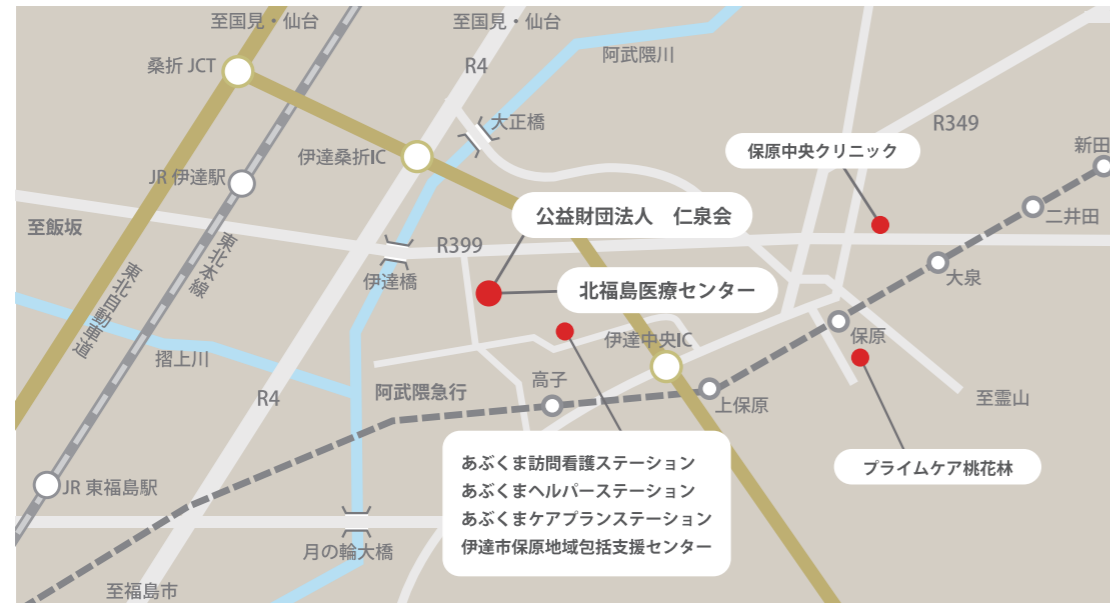 至国見・仙台
至国見・仙台
阿武隈川
桑折 JCT
R4
大正橋
R349
伊達桑折IC
保原中央クリニック
新田
JR 伊達駅
二井田
公益財団法人　仁泉会
至飯坂
R399
東北本線
東北自動車道
伊達橋
大泉
北福島医療センター
伊達中央IC
保原
摺上川
高子
阿武隈急行
R4
上保原
至霊山
あぶくま訪問看護ステーション
あぶくまヘルパーステーション
あぶくまケアプランステーション
伊達市保原地域包括支援センター
プライムケア桃花林
JR 東福島駅
月の輪大橋
至福島市